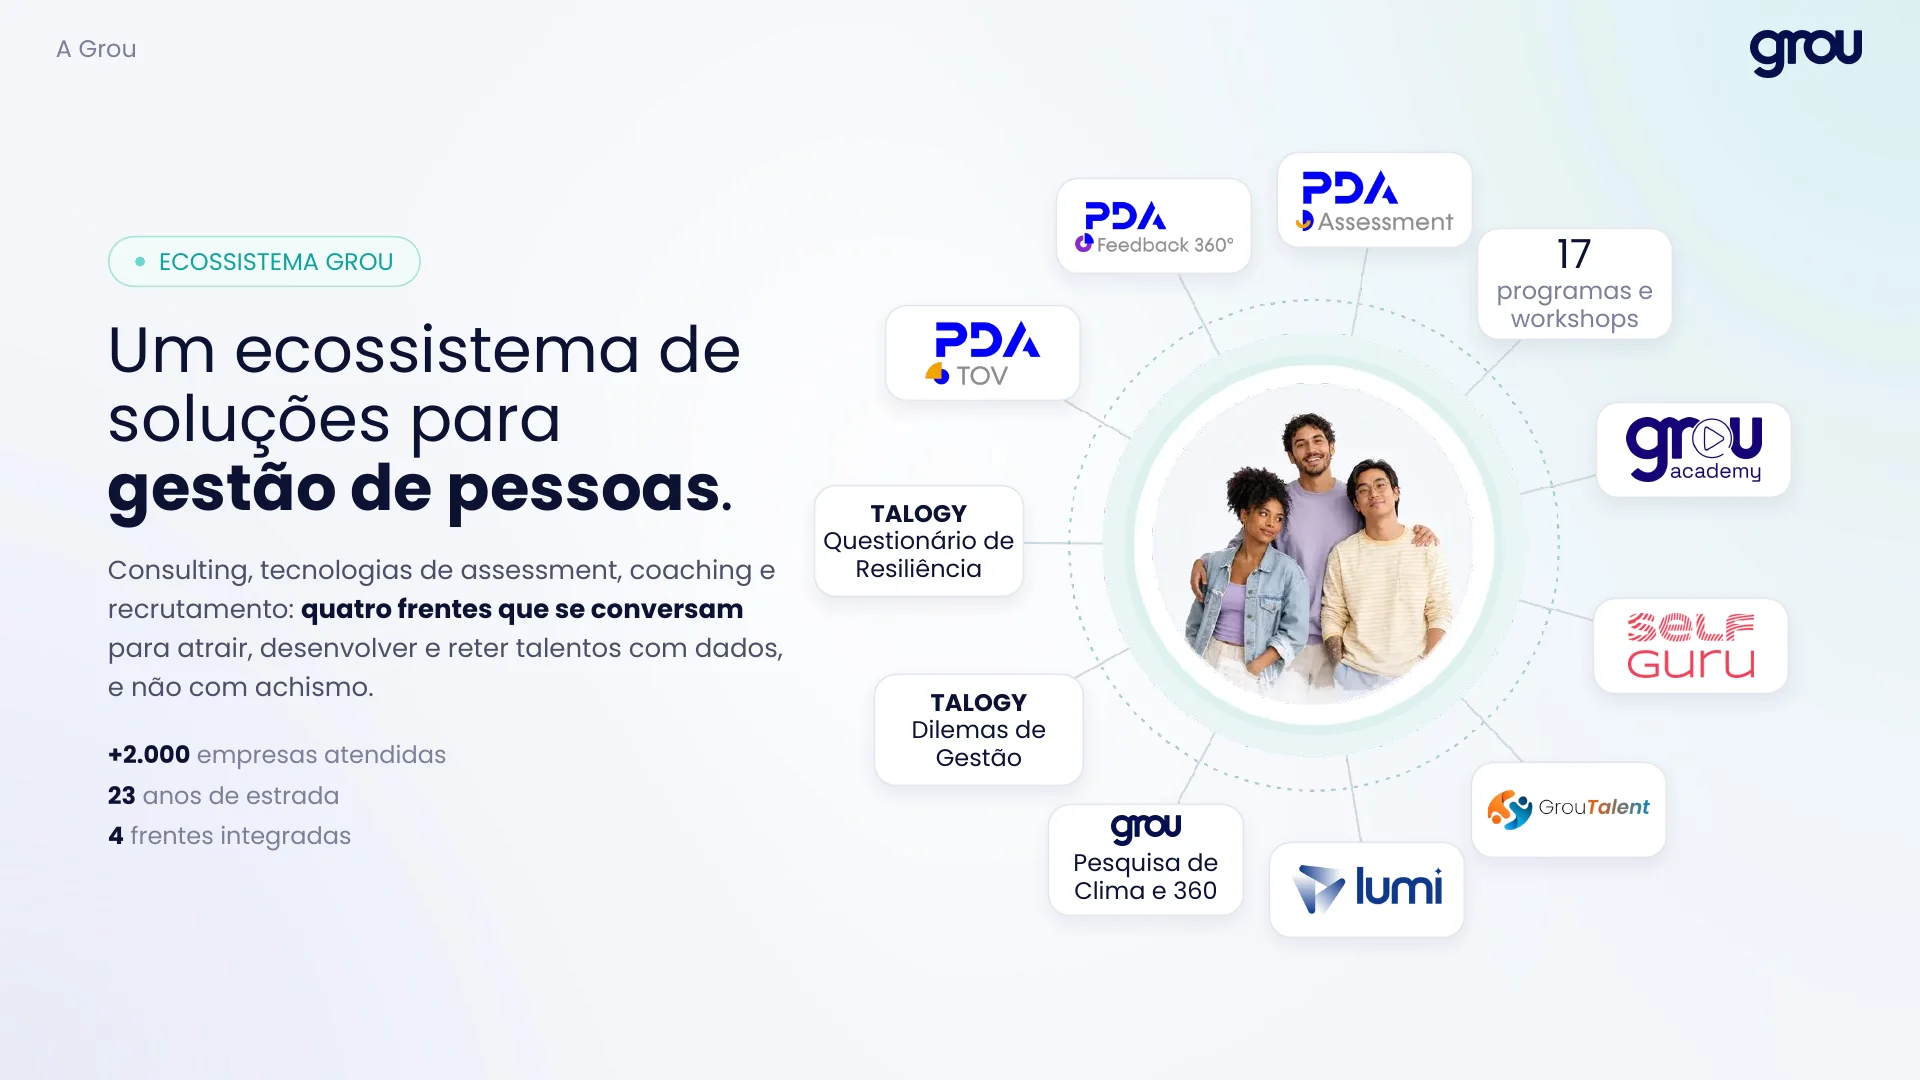 A Grou
grou
ECOSSISTEMA GROU
Um ecossistema de
soluções para
gestão de pessoas.
Consulting, tecnologias de assessment, coaching e
recrutamento: quatro frentes que se conversam
para atrair, desenvolver e reter talentos com dados,
e não com achismo.
+2.000 empresas atendidas
23 anos de estrada
4 frentes integradas
PDA
Feedback 360°
PDA
Assessment
17
programas e
workshops
PDA
TOV
grou
academy
TALOGY
Questionário de
Resiliência
SELF
GURU
TALOGY
Dilemas de
Gestão
GrouTalent
grou
Pesquisa de
Clima e 360
lumi